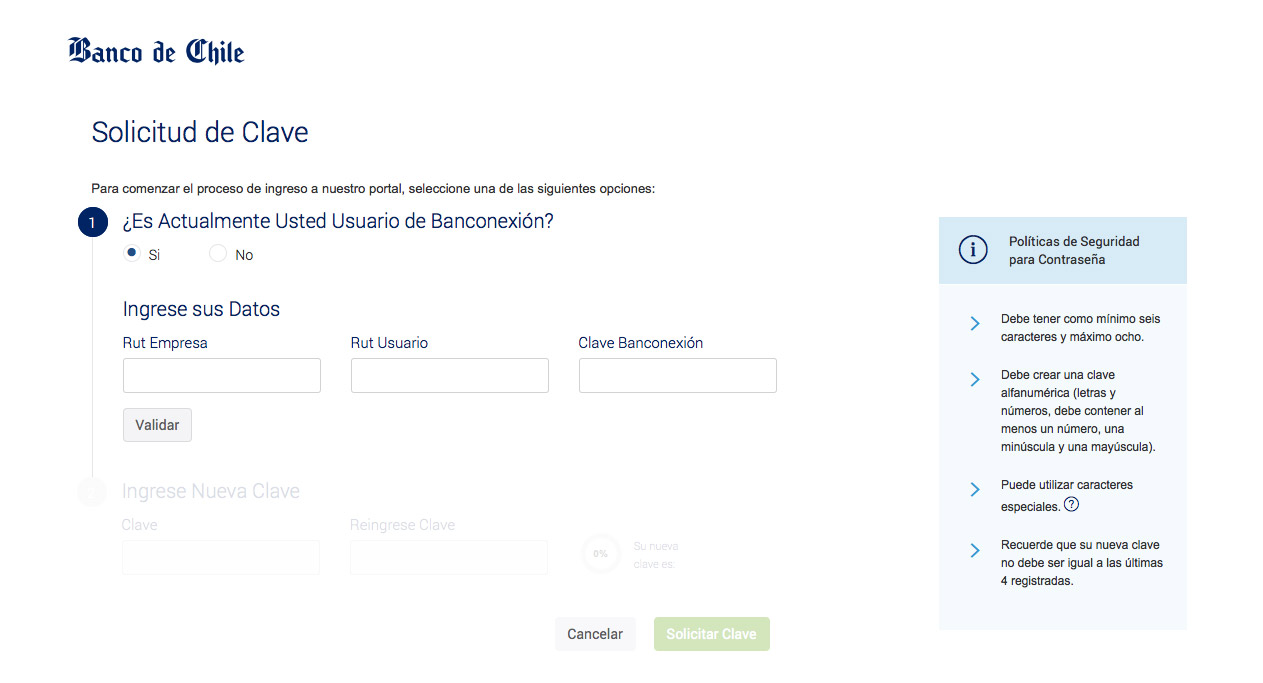 Banco de Chile
Solicitud de Clave
Para comenzar el proceso de ingreso a nuestro portal, seleccione una de las siguientes opciones:
1
¿Es Actualmente Usted Usuario de Banconexión?
Si
No
Ingrese sus Datos
Rut Empresa
Rut Usuario
Clave Banconexión
Validar
2
Ingrese Nueva Clave
Clave
Reingrese Clave
0%
Su nueva
clave es:
Cancelar
Solicitar Clave
i
Políticas de Seguridad
para Contraseña
Debe tener como mínimo seis
caracteres y máximo ocho.
Debe crear una clave
alfanumérica (letras y
números, debe contener al
menos un número, una
minúscula y una mayúscula).
Puede utilizar caracteres
especiales. ?
Recuerde que su nueva clave
no debe ser igual a las últimas
4 registradas.